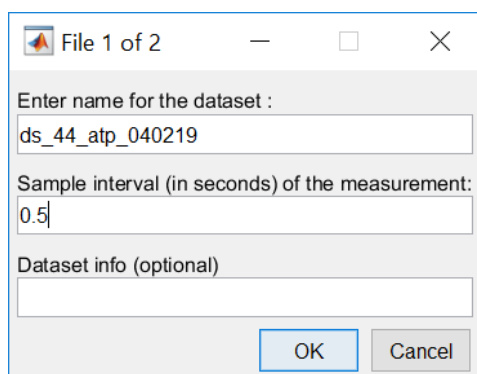 File 1 of 2
Enter name for the dataset :
ds_44_atp_040219
Sample interval (in seconds) of the measurement:
0.5
Dataset info (optional)
OK Cancel